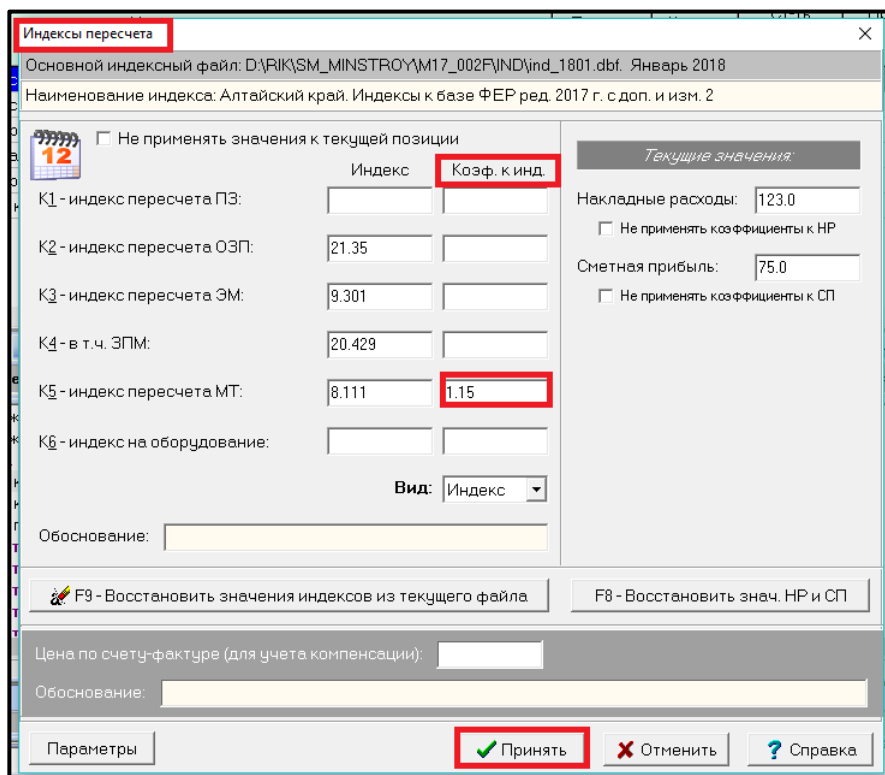 Индексы пересчета
Основной индексный файл: D:\RIK\SM_MINSTROY\M17_002F\IND\ind_1801.dbf. Январь 2018
Наименование индекса: Алтайский край. Индексы к базе ФЕР ред. 2017 г. с доп. и изм. 2
12
Не применять значения к текущей позиции
Индекс Коэф. к инд.
К1 - индекс пересчета ПЗ:
К2 - индекс пересчета ОЗП: 21.35
К3 - индекс пересчета ЭМ: 9.301
К4 - в т.ч. ЗПМ: 20.429
К5 - индекс пересчета МТ: 8.111 1.15
К6 - индекс на оборудование:
Вид: Индекс
Обоснование:
Текущие значения:
Накладные расходы: 123.0
Не применять коэффициенты к НР
Сметная прибыль: 75.0
Не применять коэффициенты к СП
F9 - Восстановить значения индексов из текущего файла
F8 - Восстановить знач. НР и СП
Цена по счету-фактуре (для учета компенсации):
Обоснование:
Параметры
Принять
Отменить
? Справка